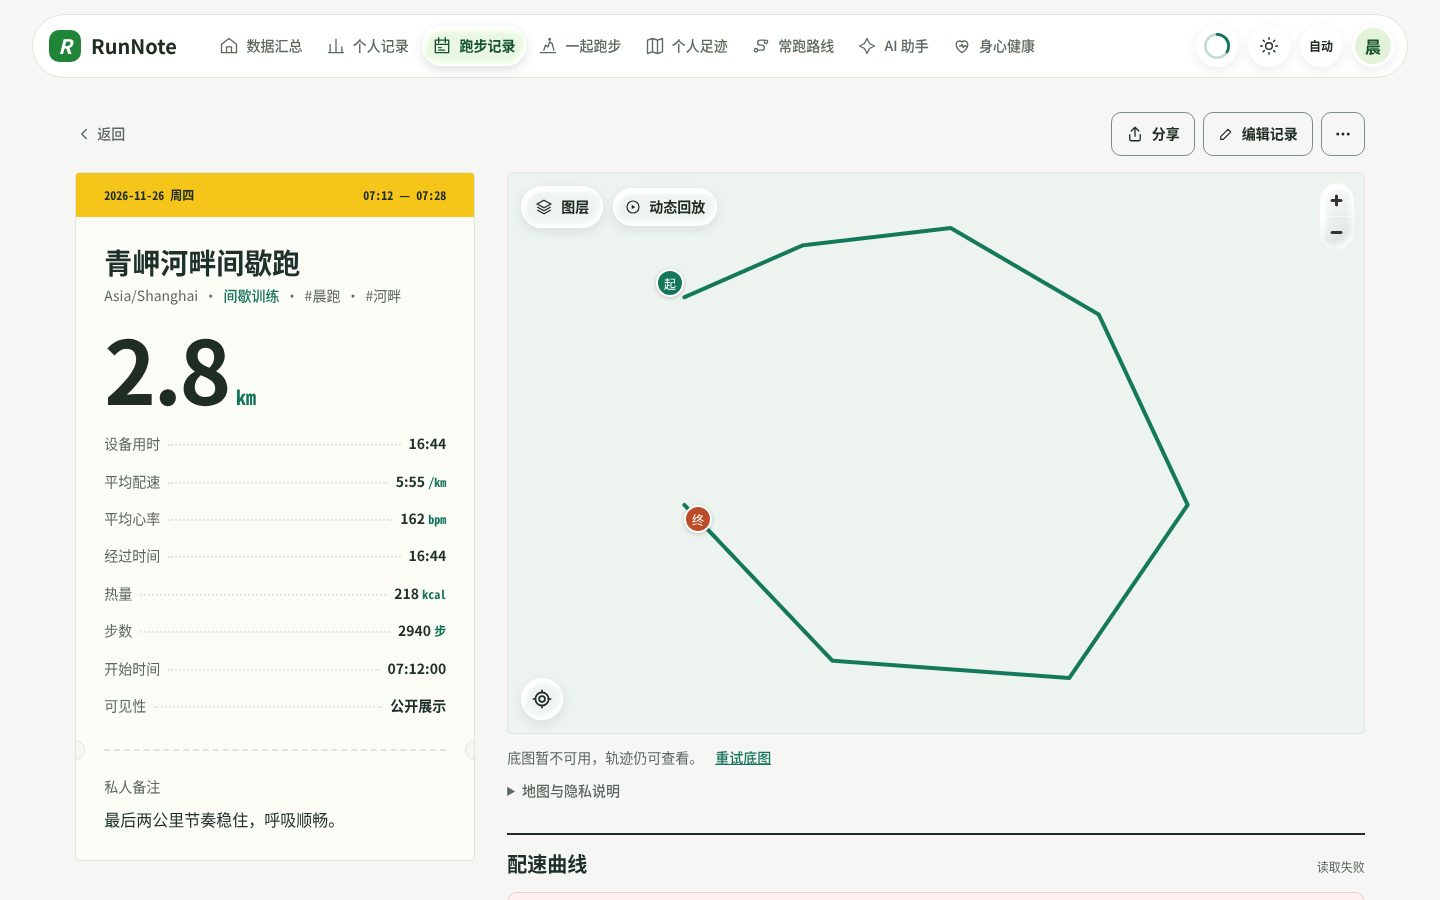 R RunNote 数据汇总 个人记录 跑步记录 一起跑步 个人足迹 常跑路线 AI 助手 身心健康 自动 晨
返回
分享 编辑记录
2026-11-26 周四 07:12 — 07:28
青岬河畔间歇跑
Asia/Shanghai • 间歇训练 • #晨跑 • #河畔
2.8 km
设备用时 16:44
平均配速 5:55 /km
平均心率 162 bpm
经过时间 16:44
热量 218 kcal
步数 2940 步
开始时间 07:12:00
可见性 公开展示
私人备注
最后两公里节奏稳住，呼吸顺畅。
图层 动态回放
起
终
底图暂不可用，轨迹仍可查看。 重试底图
地图与隐私说明
配速曲线 读取失败